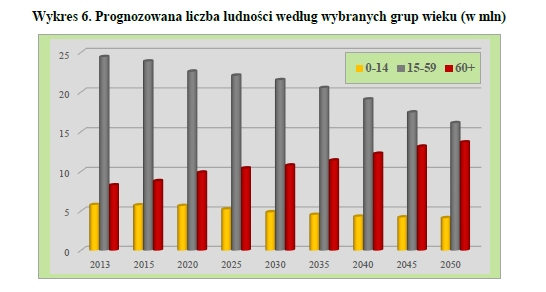 Wykres 6. Prognozowana liczba ludności według wybranych grup wieku (w mln)
0-14 15-59 60+
25
20
15
10
5
0
2013 2015 2020 2025 2030 2035 2040 2045 2050